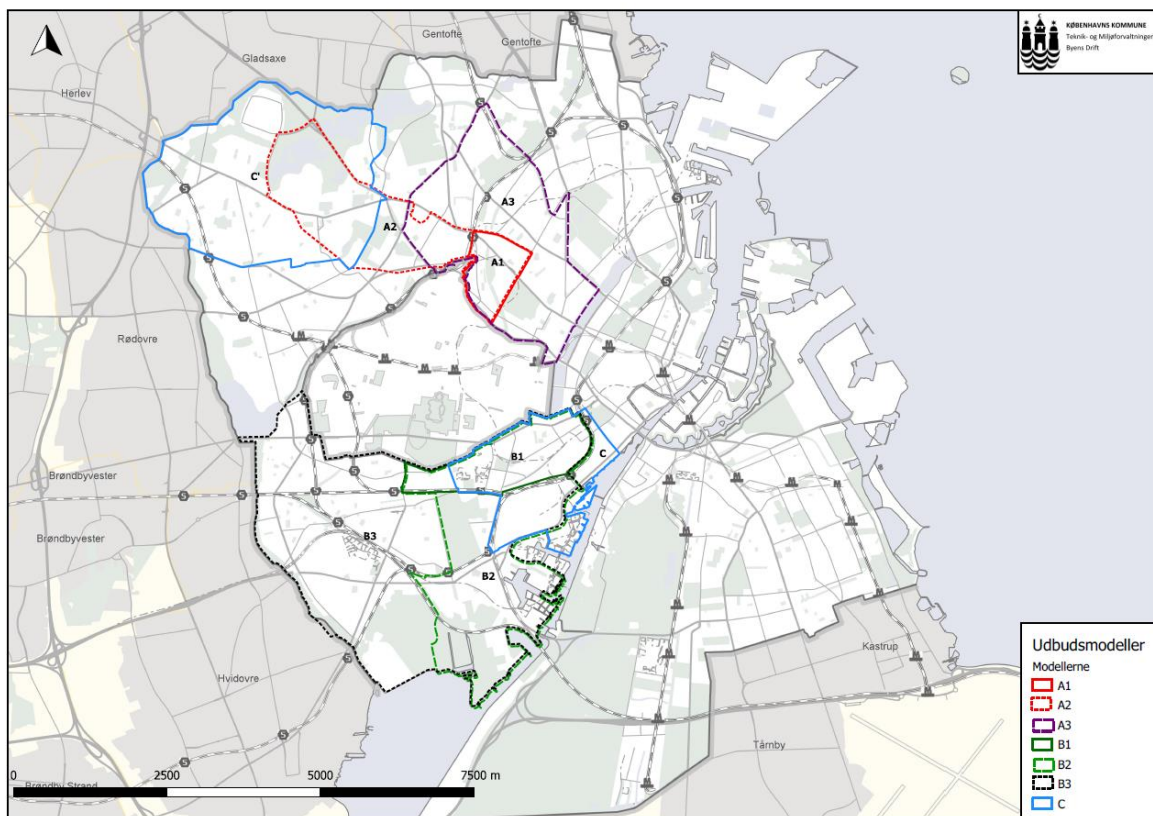 KØBENHAVNS KOMMUNE
Teknik- og Miljøforvaltningen
Byens Drift
Gentofte
Gentofte
Gladsaxe
Herlev
C'
A3
A2
A1
Rødovre
B1
C
Brøndbyvester
Brøndbyvester
B3
B2
Kastrup
Hvidovre
Tårnby
Brøndby Strand
0 2500 5000 7500 m
Udbudsmodeller
Modellerne
A1
A2
A3
B1
B2
B3
C